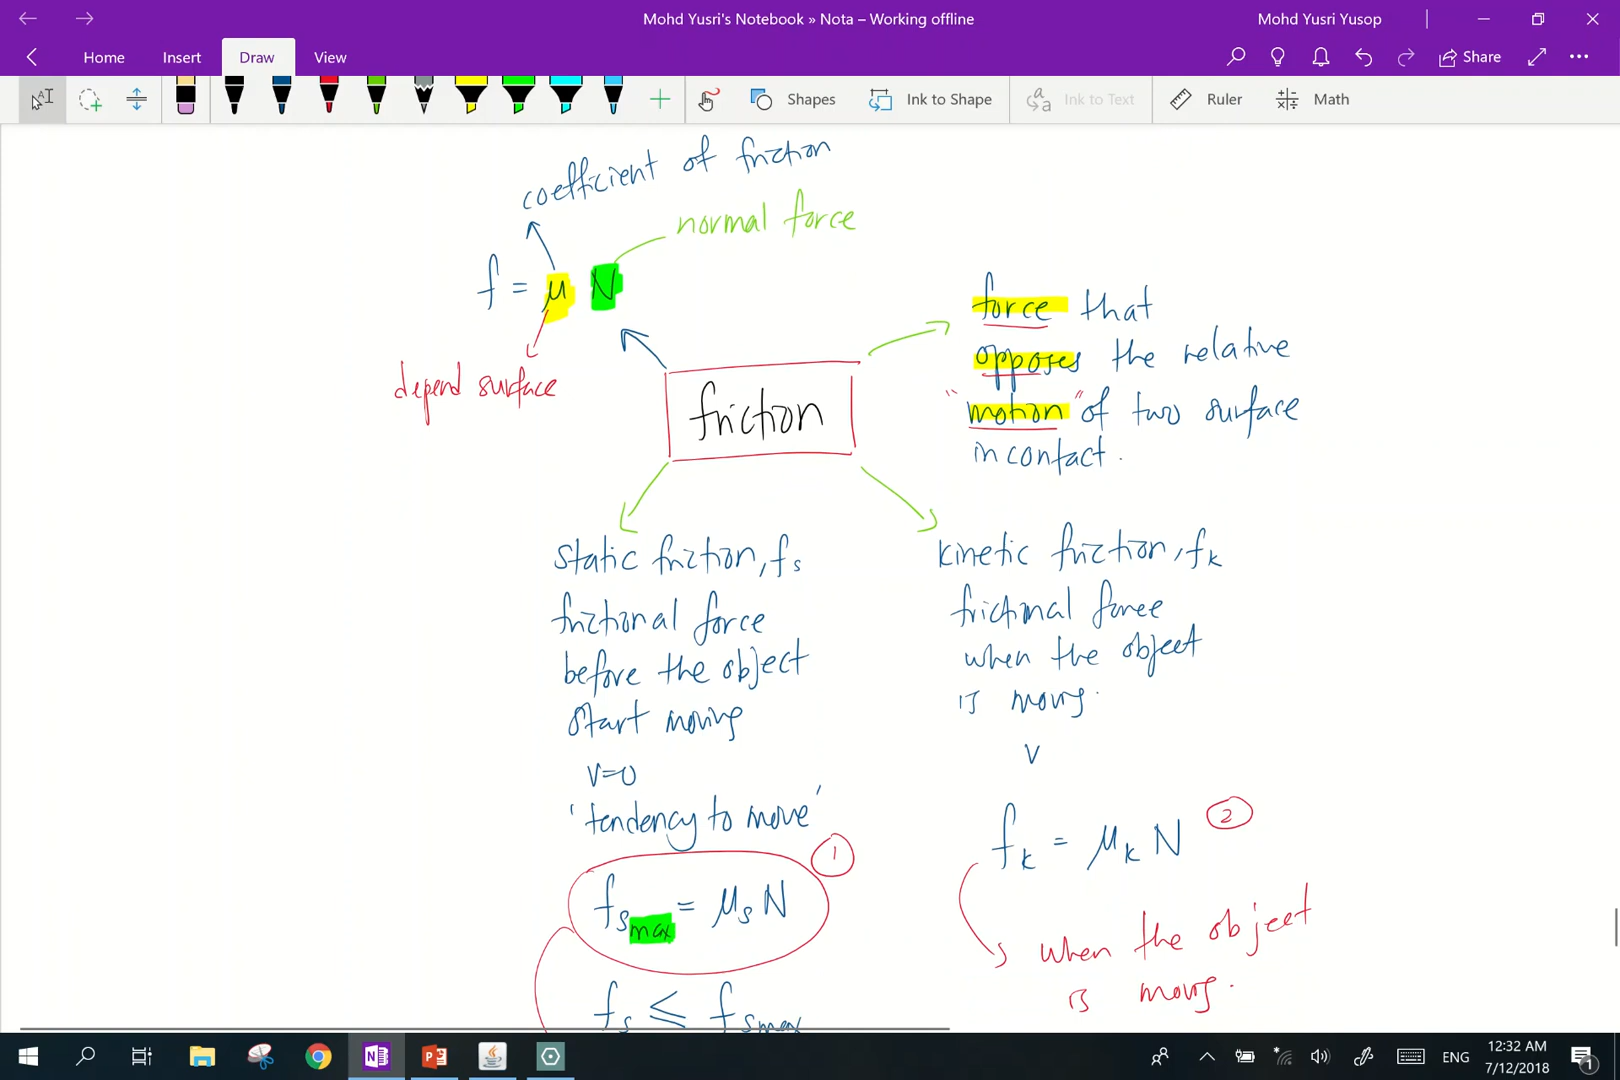 Mohd Yusri's Notebook » Nota – Working offline
Mohd Yusri Yusop
Home
Insert
Draw
View
Share
Shapes
Ink to Shape
Ink to Text
Ruler
Math
coefficient of friction
normal force
f = μ N
depend surface
force that
opposes the relative
"motion" of two surface
in contact.
friction
static friction, fs
frictional force
before the object
start moving
v=0
'tendency to move'
fsmax = μs N
1
fs ≤ fsmax
kinetic friction, fk
frictional force
when the object
is moving.
v
fk = μk N
2
when the object
is moving.
ENG
12:32 AM
7/12/2018
1